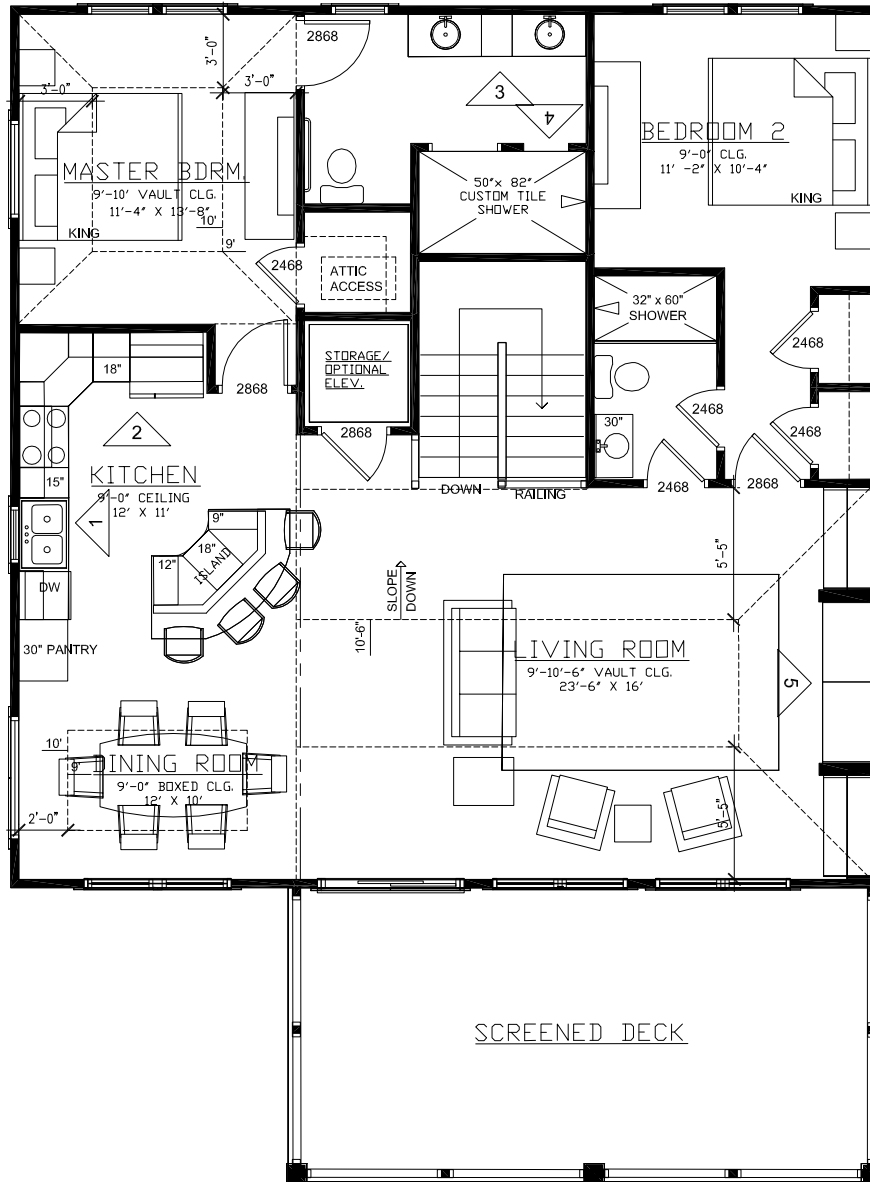 2868
3'-0"
3'-0"
3'-0"
3
4
MASTER BDRM.
9'-10' VAULT CLG.
11'-4" X 13'-8"
10'
KING
9'
BEDROOM 2
9'-0" CLG.
11' -2" X 10'-4"
KING
50"x 82"
CUSTOM TILE
SHOWER
2468
ATTIC
ACCESS
32" x 60"
SHOWER
2468
STORAGE/
OPTIONAL
ELEV.
18"
2868
2468
30"
2468
2
2868
KITCHEN
9'-0" CEILING
12' X 11'
15"
1
DOWN
RAILING
2468
2868
9"
18"
ISLAND
12"
DW
30" PANTRY
SLOPE
DOWN
10'-6"
5'-5"
LIVING ROOM
9'-10'-6" VAULT CLG.
23'-6" X 16'
5
10'
9'
DINING ROOM
9'-0" BOXED CLG.
12' X 10'
2'-0"
5'-5"
SCREENED DECK